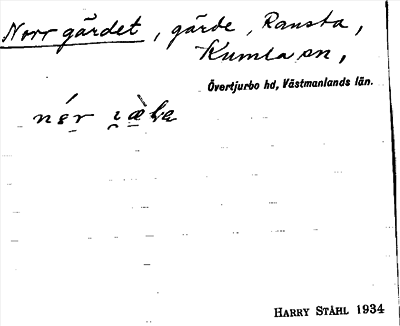 Norrgärdet, gärde, Ransta,
Kumla sn,
Övertjurbo hd, Västmanlands län.
HARRY STÅHL 1934